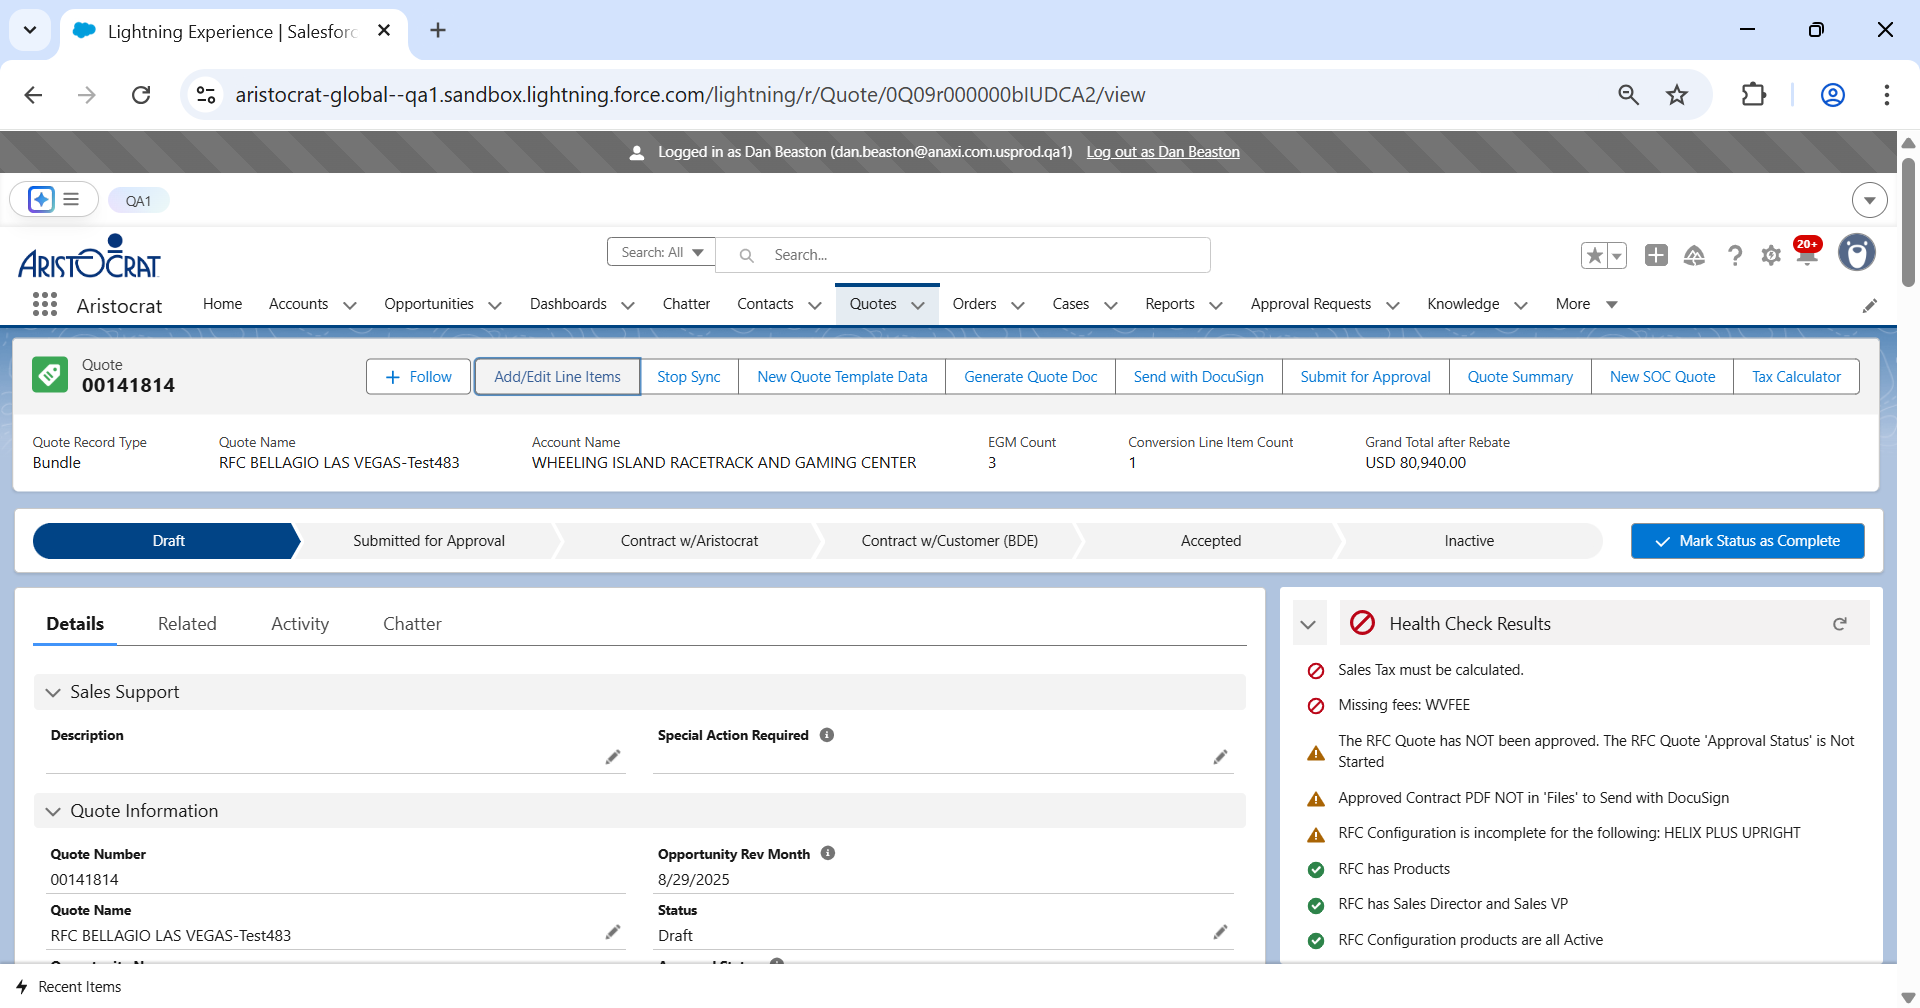 Lightning Experience | Salesforc
aristocrat-global--qa1.sandbox.lightning.force.com/lightning/r/Quote/0Q09r000000bIUDCA2/view
Logged in as Dan Beaston (dan.beaston@anaxi.com.usprod.qa1) Log out as Dan Beaston
QA1
ARISTOCRAT
Search: All
Search...
20+
Aristocrat
Home Accounts Opportunities Dashboards Chatter Contacts Quotes Orders Cases Reports Approval Requests Knowledge More
Quote
00141814
Follow Add/Edit Line Items Stop Sync New Quote Template Data Generate Quote Doc Send with DocuSign Submit for Approval Quote Summary New SOC Quote Tax Calculator
Quote Record Type Quote Name Account Name EGM Count Conversion Line Item Count Grand Total after Rebate
Bundle RFC BELLAGIO LAS VEGAS-Test483 WHEELING ISLAND RACETRACK AND GAMING CENTER 3 1 USD 80,940.00
Draft Submitted for Approval Contract w/Aristocrat Contract w/Customer (BDE) Accepted Inactive Mark Status as Complete
Details Related Activity Chatter
Sales Support
Description Special Action Required
Quote Information
Quote Number Opportunity Rev Month
00141814 8/29/2025
Quote Name Status
RFC BELLAGIO LAS VEGAS-Test483 Draft
Health Check Results
Sales Tax must be calculated.
Missing fees: WVFEE
The RFC Quote has NOT been approved. The RFC Quote 'Approval Status' is Not
Started
Approved Contract PDF NOT in 'Files' to Send with DocuSign
RFC Configuration is incomplete for the following: HELIX PLUS UPRIGHT
RFC has Products
RFC has Sales Director and Sales VP
RFC Configuration products are all Active
Recent Items